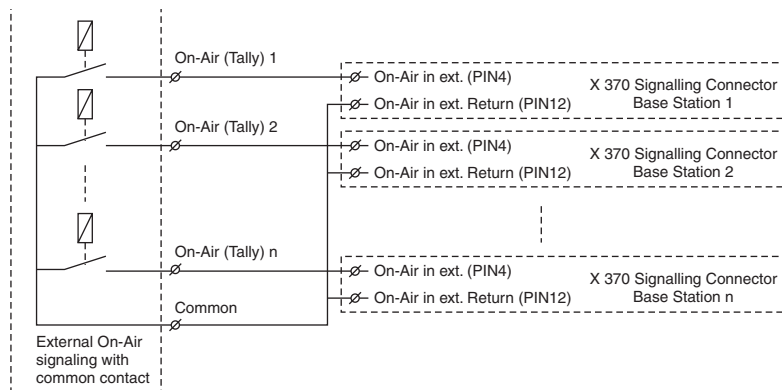 On-Air (Tally) 1
On-Air in ext. (PIN4)
On-Air in ext. Return (PIN12)
X 370 Signalling Connector
Base Station 1
On-Air (Tally) 2
On-Air in ext. (PIN4)
On-Air in ext. Return (PIN12)
X 370 Signalling Connector
Base Station 2
On-Air (Tally) n
On-Air in ext. (PIN4)
On-Air in ext. Return (PIN12)
X 370 Signalling Connector
Base Station n
Common
External On-Air
signaling with
common contact